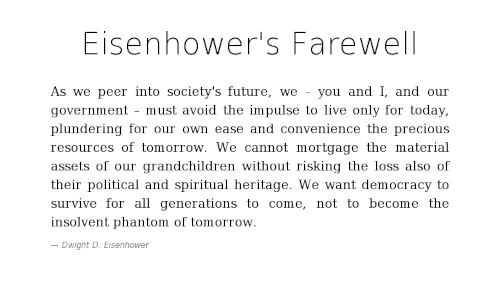 Eisenhower's Farewell
As we peer into society's future, we – you and I, and our
government – must avoid the impulse to live only for today,
plundering for our own ease and convenience the precious
resources of tomorrow. We cannot mortgage the material
assets of our grandchildren without risking the loss also of
their political and spiritual heritage. We want democracy to
survive for all generations to come, not to become the
insolvent phantom of tomorrow.
— Dwight D. Eisenhower